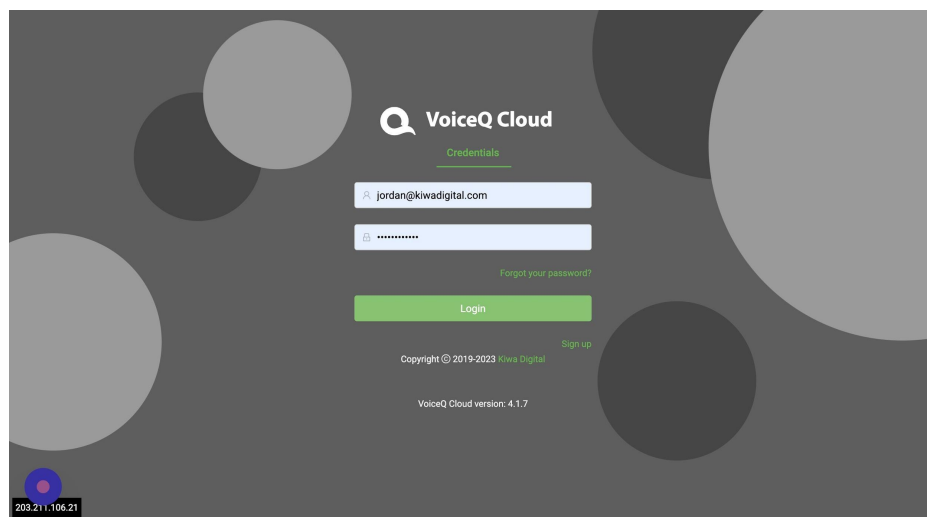 VoiceQ Cloud
Credentials
jordan@kiwadigital.com
••••••••••••
Forgot your password?
Login
Sign up
Copyright ⓒ 2019-2023 Kiwa Digital
VoiceQ Cloud version: 4.1.7
203.211.106.21